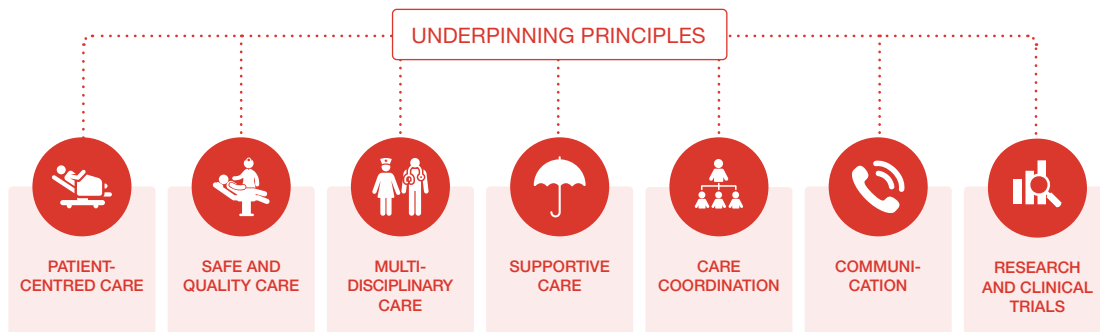 UNDERPINNING PRINCIPLES
PATIENT-
CENTRED CARE
SAFE AND
QUALITY CARE
MULTI-
DISCIPLINARY
CARE
SUPPORTIVE
CARE
CARE
COORDINATION
COMMUNI-
CATION
RESEARCH
AND CLINICAL
TRIALS